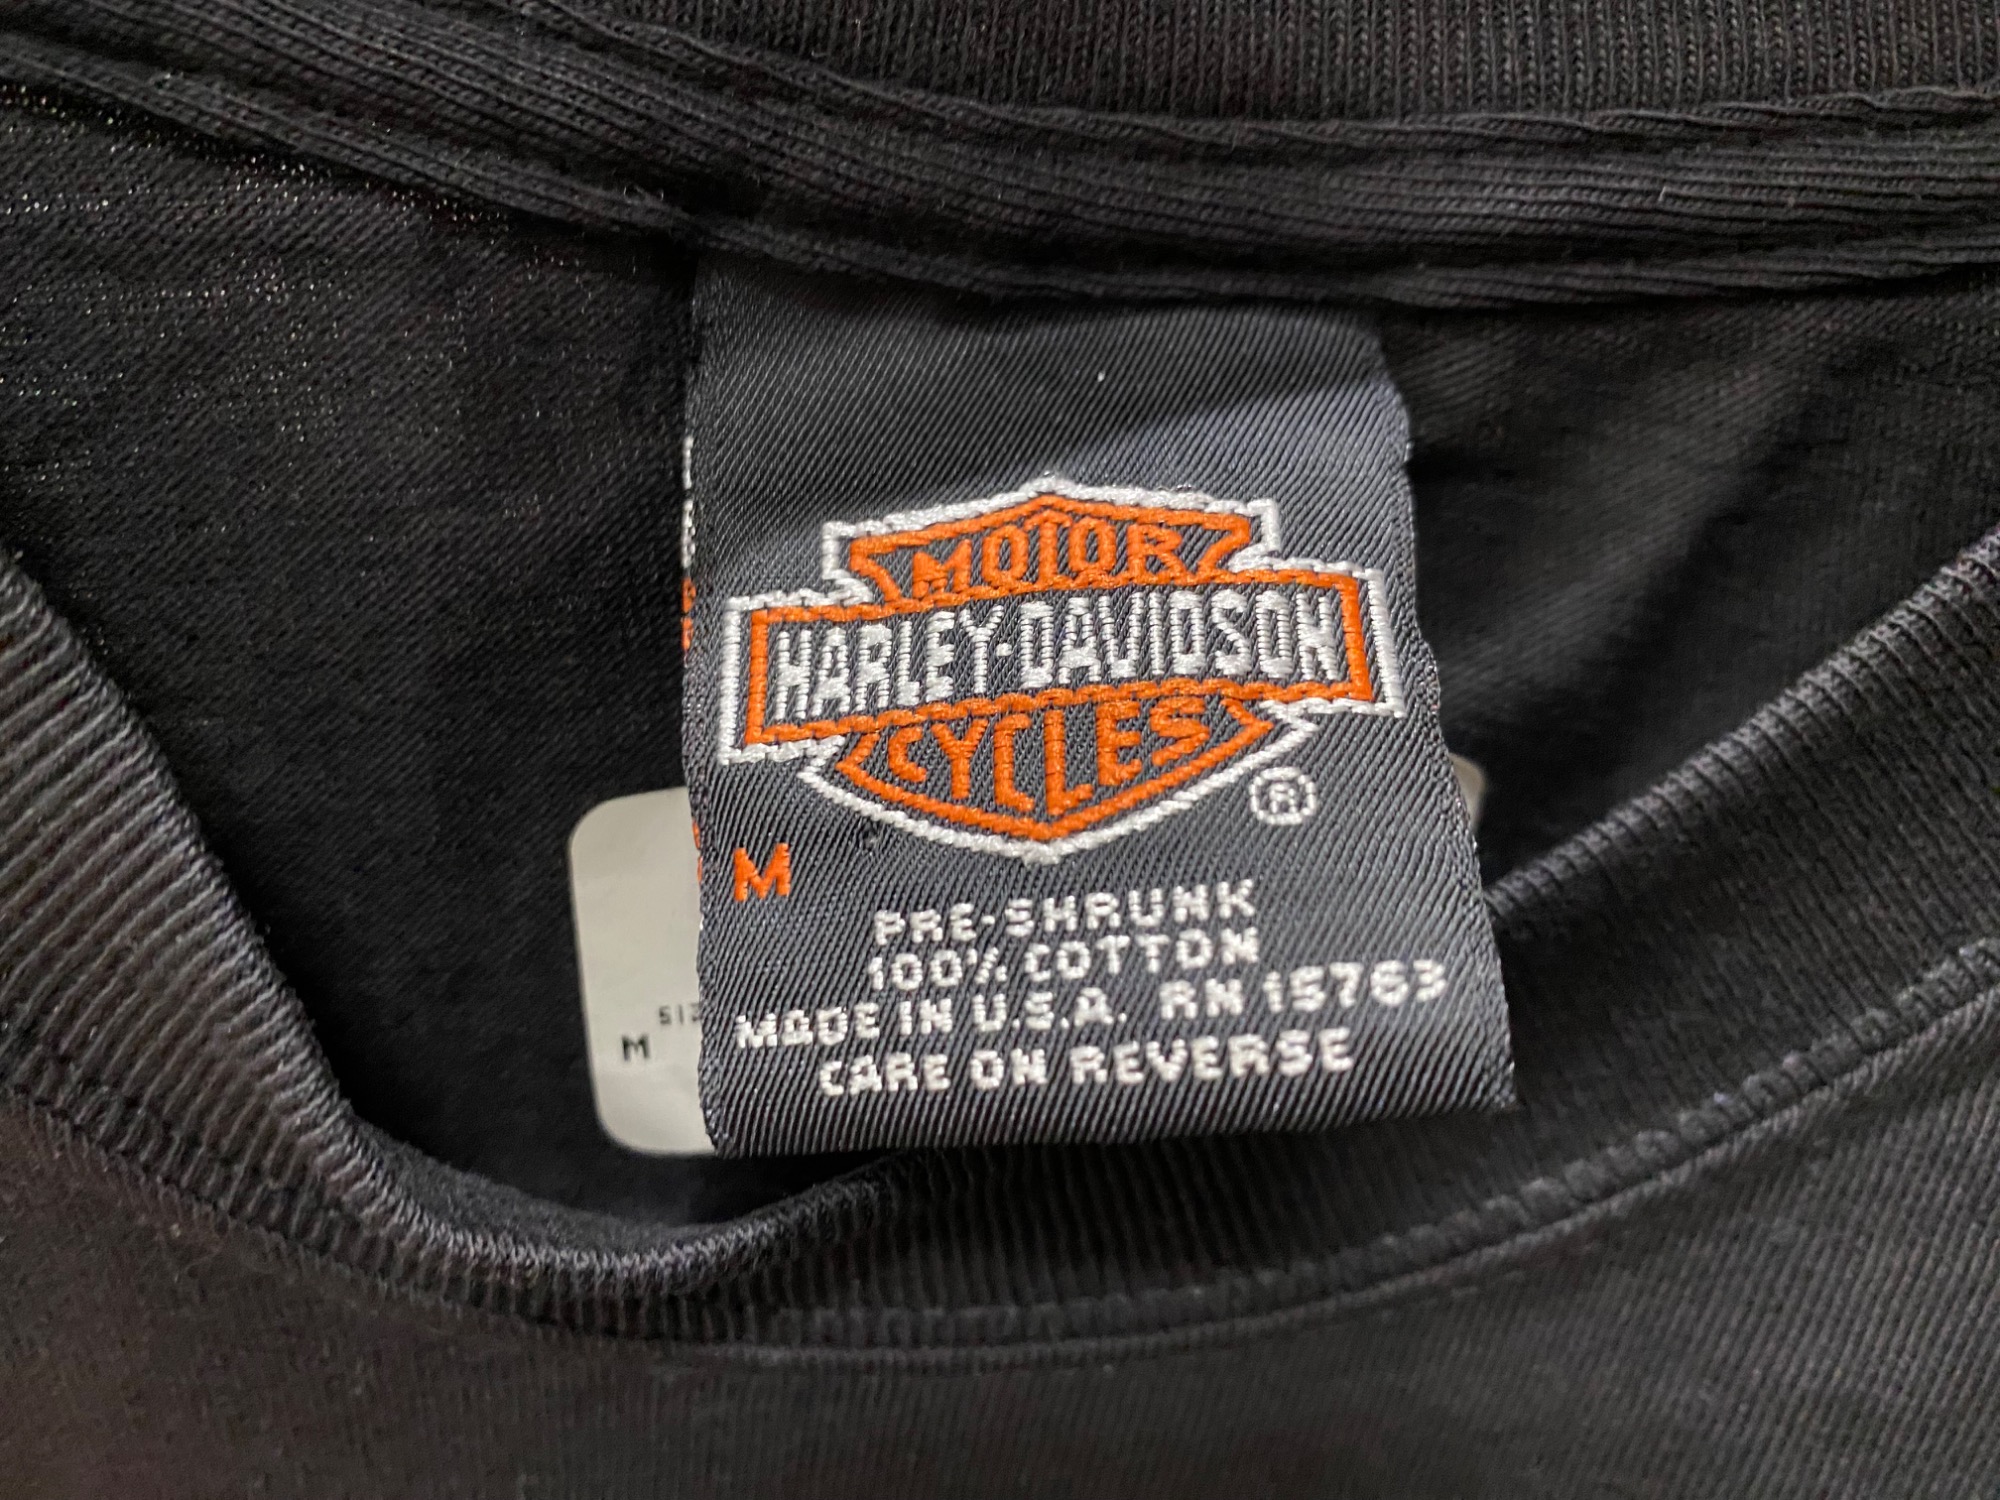 MOTOR
HARLEY-DAVIDSON
CYCLES
®
M
PRE-SHRUNK
100% COTTON
MADE IN U.S.A. RN 15763
CARE ON REVERSE
M